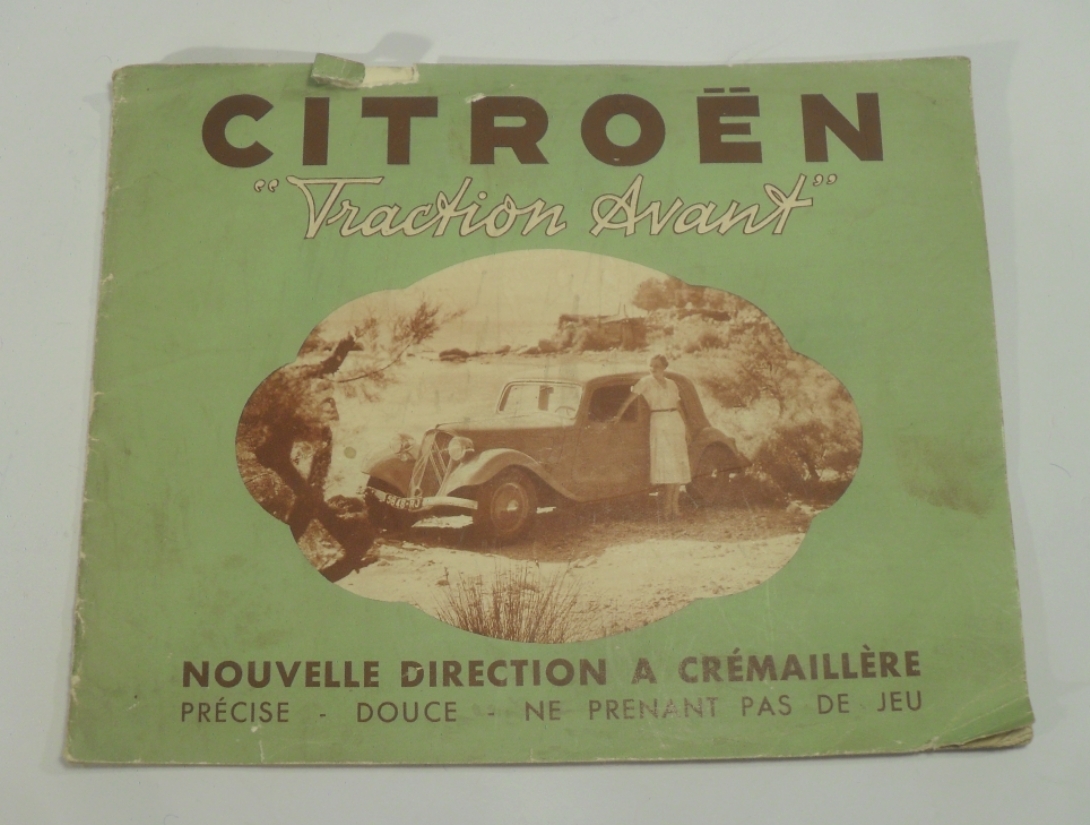 CITROËN
"Traction Avant"
NOUVELLE DIRECTION A CRÉMAILLÈRE
PRÉCISE - DOUCE - NE PRENANT PAS DE JEU